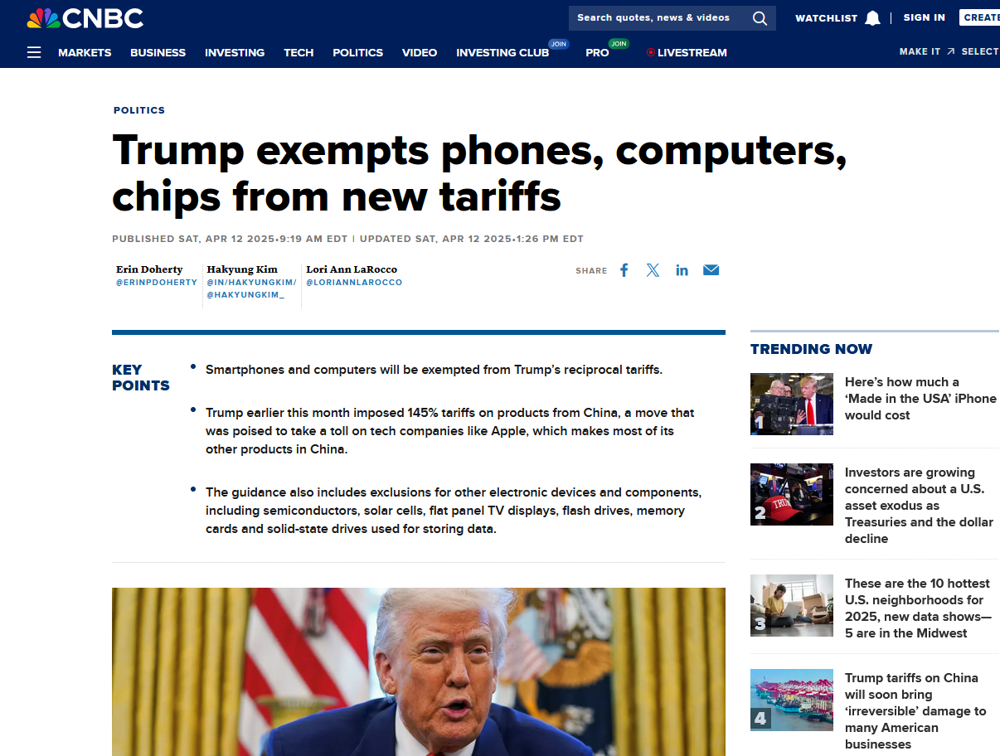 CNBC
Search quotes, news & videos
WATCHLIST
SIGN IN
CREATE
MARKETS
BUSINESS
INVESTING
TECH
POLITICS
VIDEO
INVESTING CLUB
JOIN
PRO
JOIN
LIVESTREAM
MAKE IT
SELECT
POLITICS
Trump exempts phones, computers,
chips from new tariffs
PUBLISHED SAT, APR 12 2025•9:19 AM EDT | UPDATED SAT, APR 12 2025•1:26 PM EDT
Erin Doherty
@ERINPDOHERTY
Hakyung Kim
@IN/HAKYUNGKIM/
@HAKYUNGKIM_
Lori Ann LaRocco
@LORIANNLAROCCO
SHARE
KEY
POINTS
Smartphones and computers will be exempted from Trump’s reciprocal tariffs.
Trump earlier this month imposed 145% tariffs on products from China, a move that
was poised to take a toll on tech companies like Apple, which makes most of its
other products in China.
The guidance also includes exclusions for other electronic devices and components,
including semiconductors, solar cells, flat panel TV displays, flash drives, memory
cards and solid-state drives used for storing data.
TRENDING NOW
1
Here’s how much a
‘Made in the USA’ iPhone
would cost
TRUM
2
Investors are growing
concerned about a U.S.
asset exodus as
Treasuries and the dollar
decline
3
These are the 10 hottest
U.S. neighborhoods for
2025, new data shows—
5 are in the Midwest
4
Trump tariffs on China
will soon bring
‘irreversible’ damage to
many American
businesses